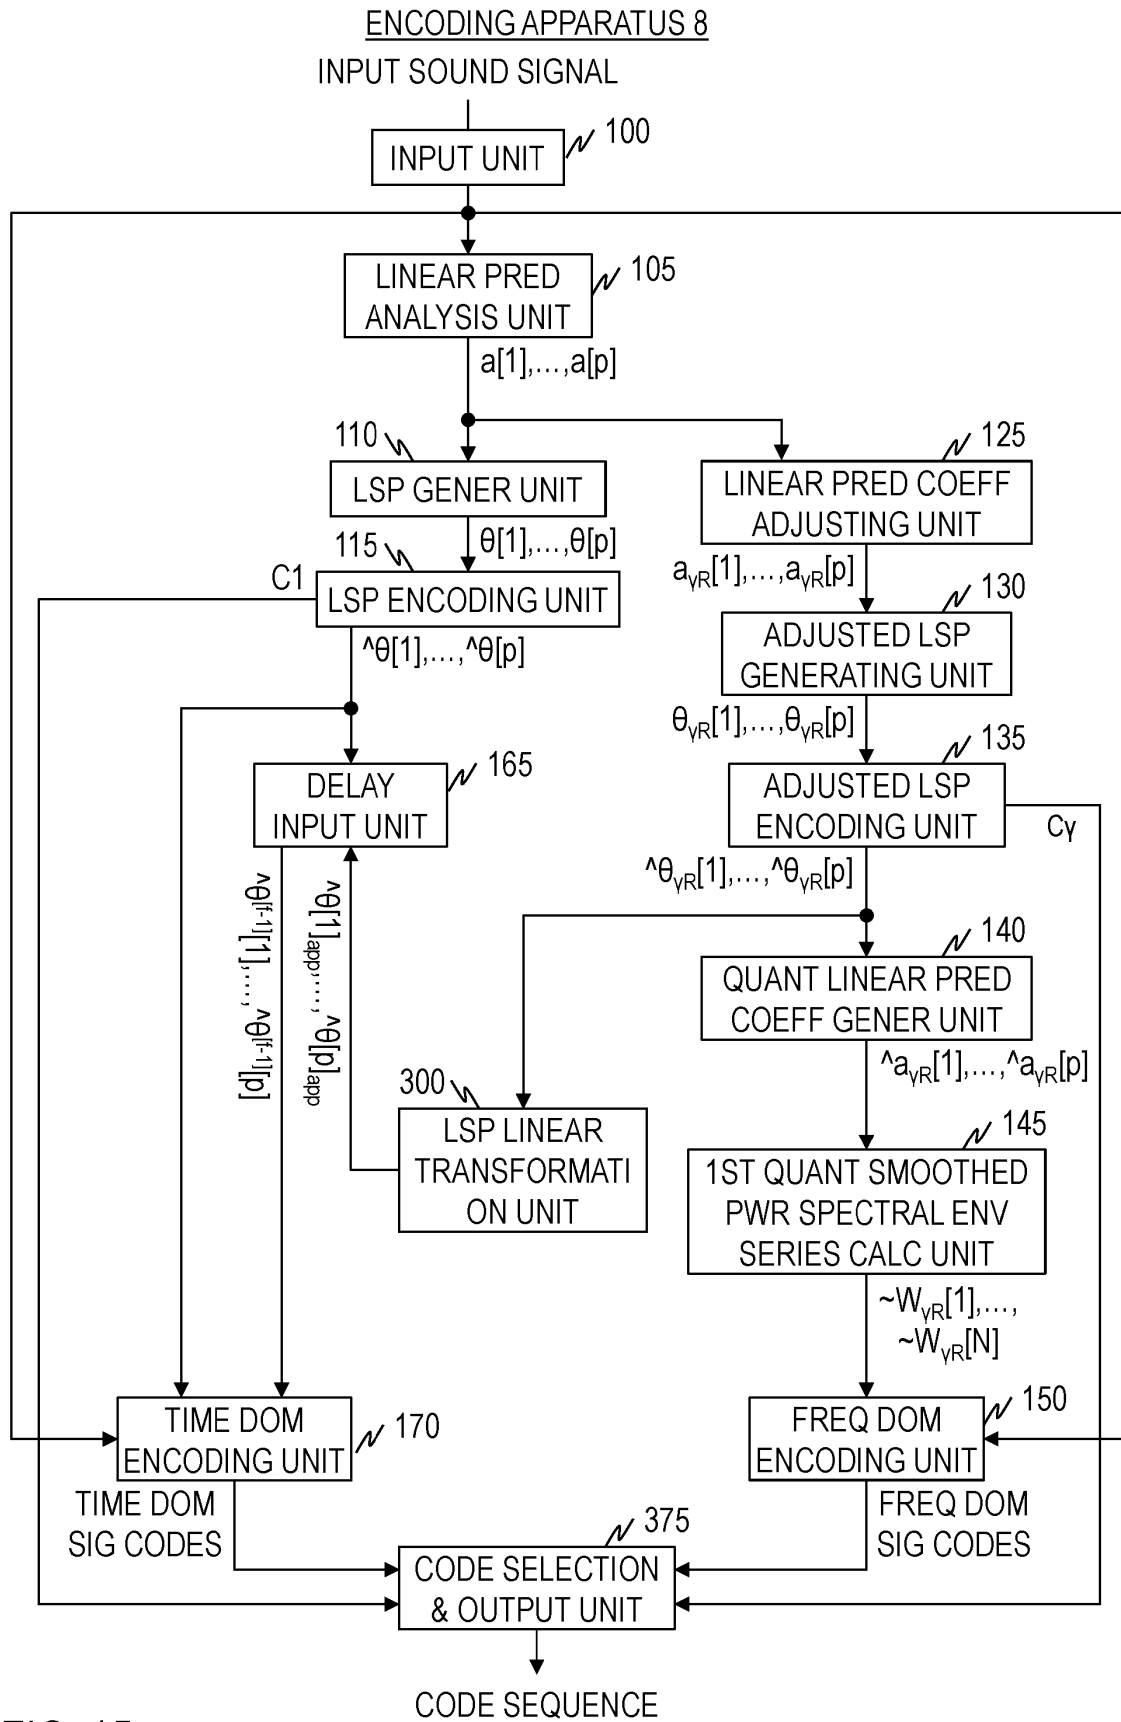 ENCODING APPARATUS 8
INPUT SOUND SIGNAL
INPUT UNIT
100
LINEAR PRED
ANALYSIS UNIT
105
a[1],...,a[p]
110
LSP GENER UNIT
125
LINEAR PRED COEFF
ADJUSTING UNIT
θ[1],...,θ[p]
115
C1
LSP ENCODING UNIT
aγR[1],...,aγR[p]
130
^θ[1],...,^θ[p]
ADJUSTED LSP
GENERATING UNIT
θγR[1],...,θγR[p]
135
165
DELAY
INPUT UNIT
ADJUSTED LSP
ENCODING UNIT
Cγ
^θγR[1],...,^θγR[p]
^θ[f-1][1],...,^θ[f-1][p]
^θ[1]app,...,^θ[p]app
140
QUANT LINEAR PRED
COEFF GENER UNIT
^aγR[1],...,^aγR[p]
300
LSP LINEAR
TRANSFORMATI
ON UNIT
145
1ST QUANT SMOOTHED
PWR SPECTRAL ENV
SERIES CALC UNIT
~WγR[1],...,
~WγR[N]
TIME DOM
ENCODING UNIT
170
150
FREQ DOM
ENCODING UNIT
TIME DOM
SIG CODES
FREQ DOM
SIG CODES
375
CODE SELECTION
& OUTPUT UNIT
CODE SEQUENCE